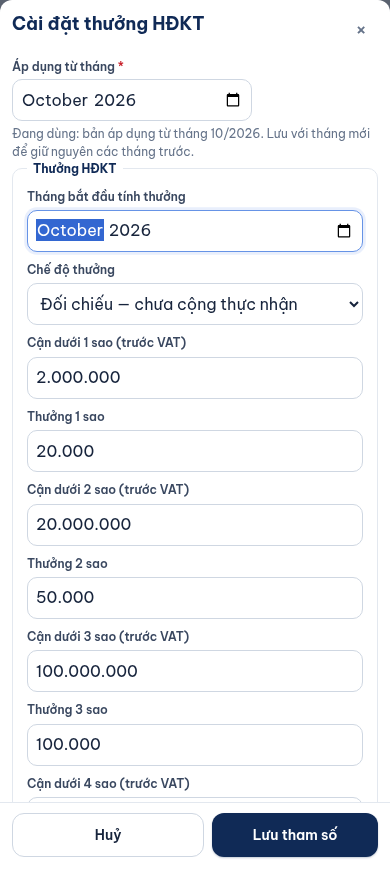 Cài đặt thưởng HĐKT
×
Áp dụng từ tháng *
October 2026
Đang dùng: bản áp dụng từ tháng 10/2026. Lưu với tháng mới
để giữ nguyên các tháng trước.
Thưởng HĐKT
Tháng bắt đầu tính thưởng
October 2026
Chế độ thưởng
Đối chiếu — chưa cộng thực nhận
Cận dưới 1 sao (trước VAT)
2.000.000
Thưởng 1 sao
20.000
Cận dưới 2 sao (trước VAT)
20.000.000
Thưởng 2 sao
50.000
Cận dưới 3 sao (trước VAT)
100.000.000
Thưởng 3 sao
100.000
Cận dưới 4 sao (trước VAT)
Huỷ
Lưu tham số